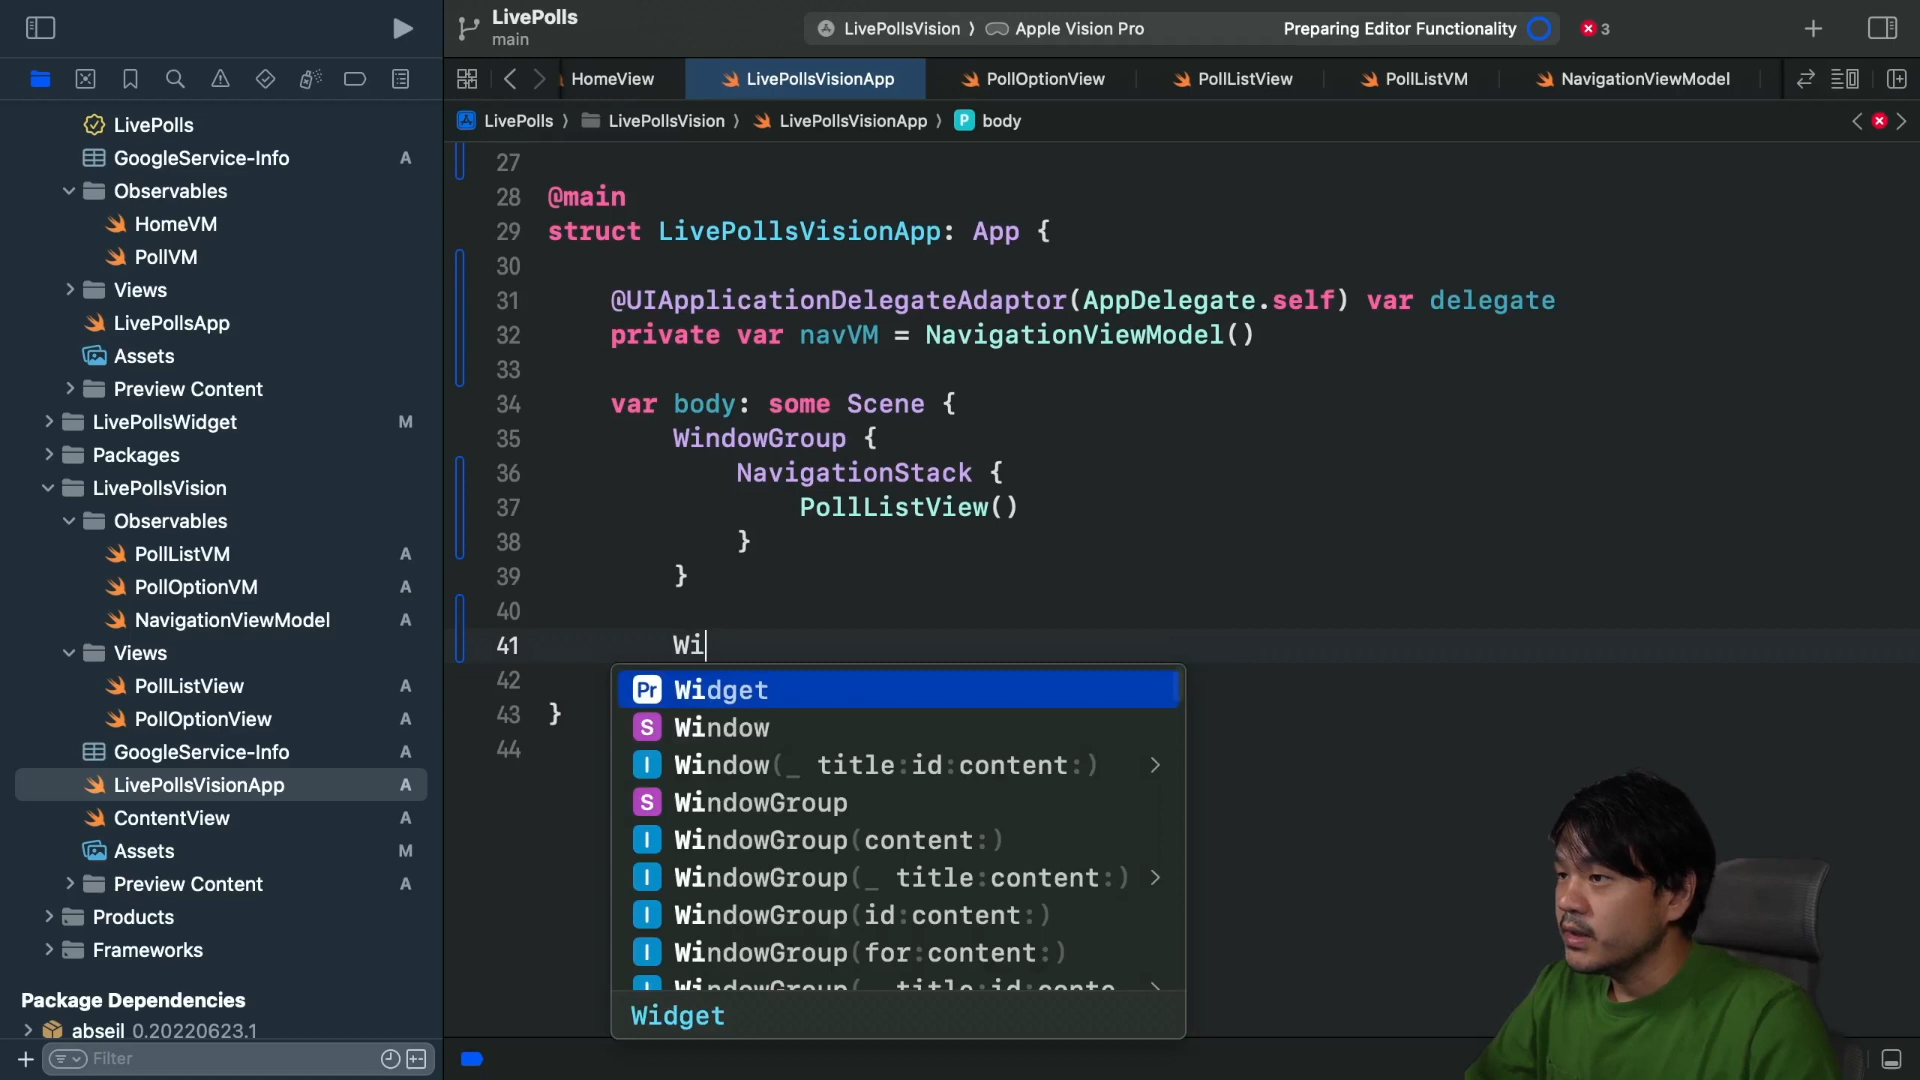 LivePolls
main
LivePollsVision 〉 Apple Vision Pro
Preparing Editor Functionality
3
HomeView
LivePollsVisionApp
PollOptionView
PollListView
PollListVM
NavigationViewModel
LivePolls 〉 LivePollsVision 〉 LivePollsVisionApp 〉 P body
LivePolls
GoogleService-Info A
Observables
HomeVM
PollVM
Views
LivePollsApp
Assets
Preview Content
LivePollsWidget M
Packages
LivePollsVision
Observables
PollListVM A
PollOptionVM A
NavigationViewModel A
Views
PollListView A
PollOptionView A
GoogleService-Info A
LivePollsVisionApp A
ContentView A
Assets M
Preview Content A
Products
Frameworks
Package Dependencies
abseil 0.20220623.1
Filter
27
28 @main
29 struct LivePollsVisionApp: App {
30
31 @UIApplicationDelegateAdaptor(AppDelegate.self) var delegate
32 private var navVM = NavigationViewModel()
33
34 var body: some Scene {
35 WindowGroup {
36 NavigationStack {
37 PollListView()
38 }
39 }
40
41 Wi
42
43 }
44
Pr Widget
S Window
I Window(_ title:id:content:)
S WindowGroup
I WindowGroup(content:)
I WindowGroup(_ title:content:)
I WindowGroup(id:content:)
I WindowGroup(for:content:)
I WindowGroup(_ title:id:conte
Widget